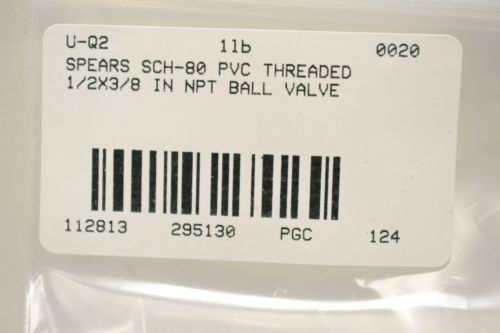 U-Q2 1lb 0020
SPEARS SCH-80 PVC THREADED
1/2X3/8 IN NPT BALL VALVE
112813 295130 PGC 124